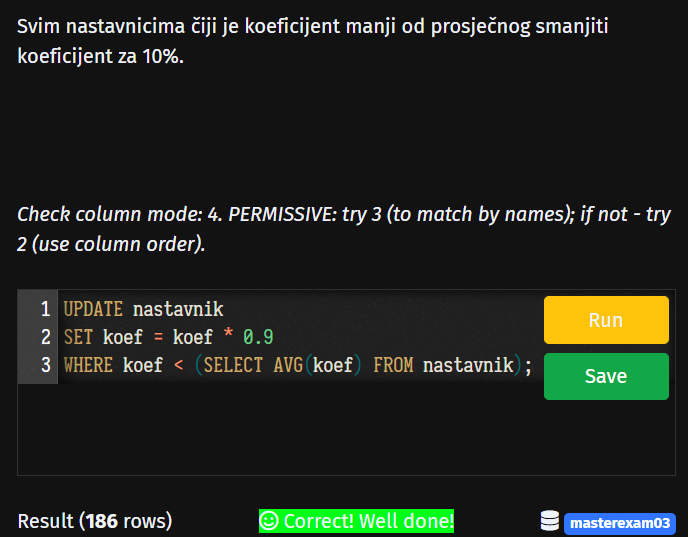 Svim nastavnicima čiji je koeficijent manji od prosječnog smanjiti
koeficijent za 10%.
Check column mode: 4. PERMISSIVE: try 3 (to match by names); if not - try
2 (use column order).
1 UPDATE nastavnik
2 SET koef = koef * 0.9
3 WHERE koef < (SELECT AVG(koef) FROM nastavnik);
Run
Save
Result (186 rows) Correct! Well done! masterexam03